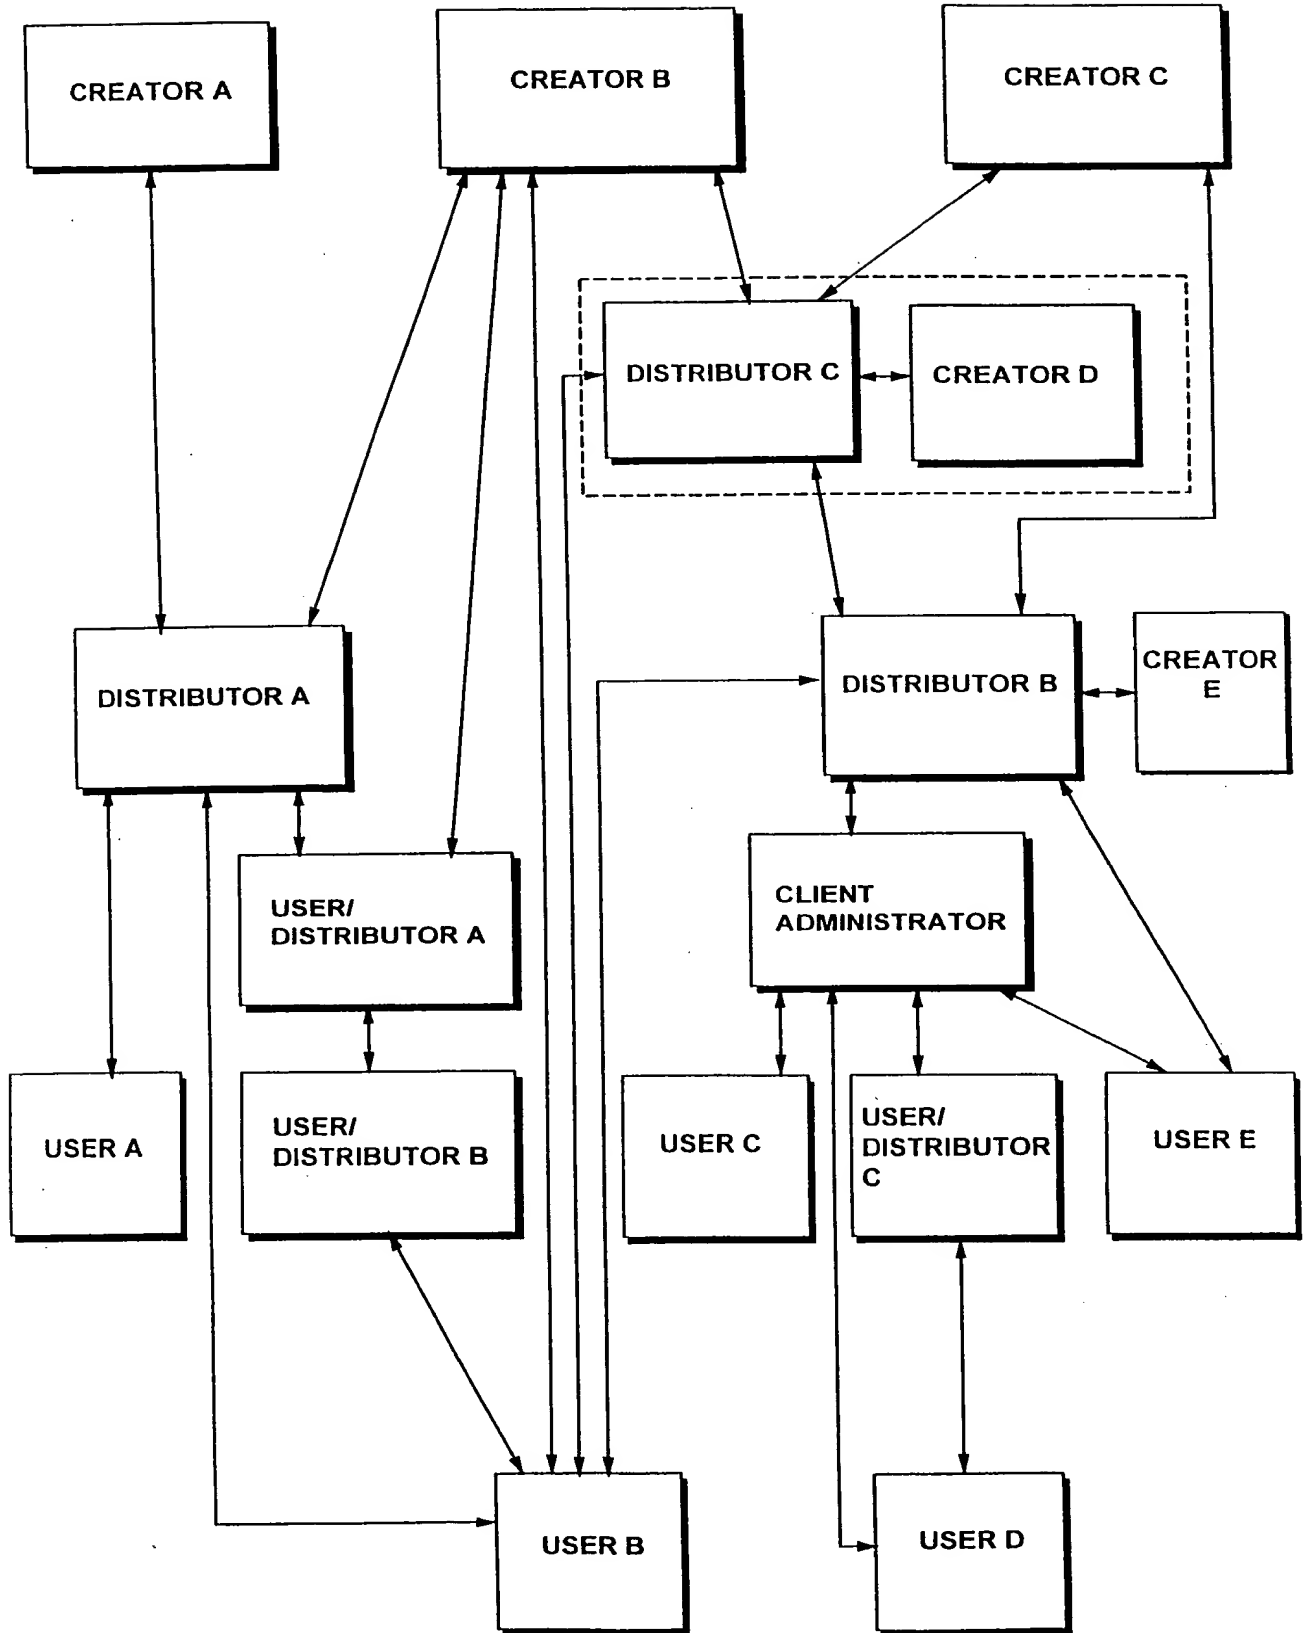 CREATOR A
CREATOR B
CREATOR C
DISTRIBUTOR C
CREATOR D
DISTRIBUTOR A
DISTRIBUTOR B
CREATOR
E
USER/
DISTRIBUTOR A
CLIENT
ADMINISTRATOR
USER A
USER/
DISTRIBUTOR B
USER C
USER/
DISTRIBUTOR
C
USER E
USER B
USER D